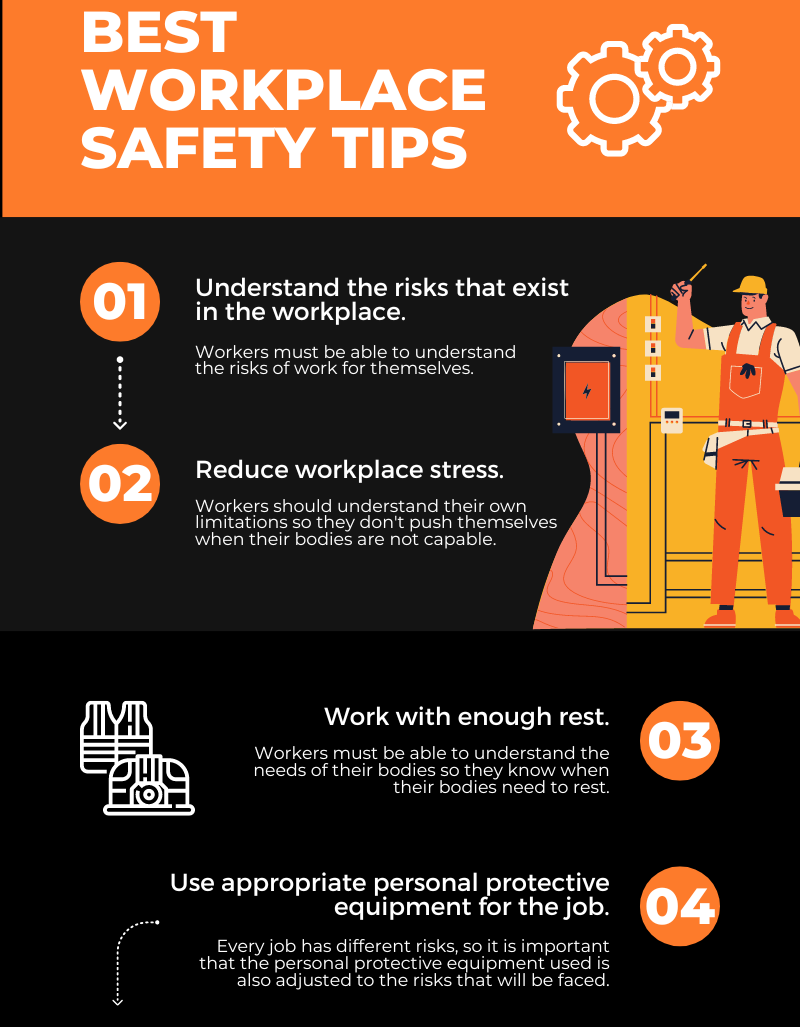 BEST
WORKPLACE
SAFETY TIPS
01
Understand the risks that exist
in the workplace.
Workers must be able to understand
the risks of work for themselves.
02
Reduce workplace stress.
Workers should understand their own
limitations so they don't push themselves
when their bodies are not capable.
Work with enough rest.
03
Workers must be able to understand the
needs of their bodies so they know when
their bodies need to rest.
Use appropriate personal protective
equipment for the job.
04
Every job has different risks, so it is important
that the personal protective equipment used is
also adjusted to the risks that will be faced.